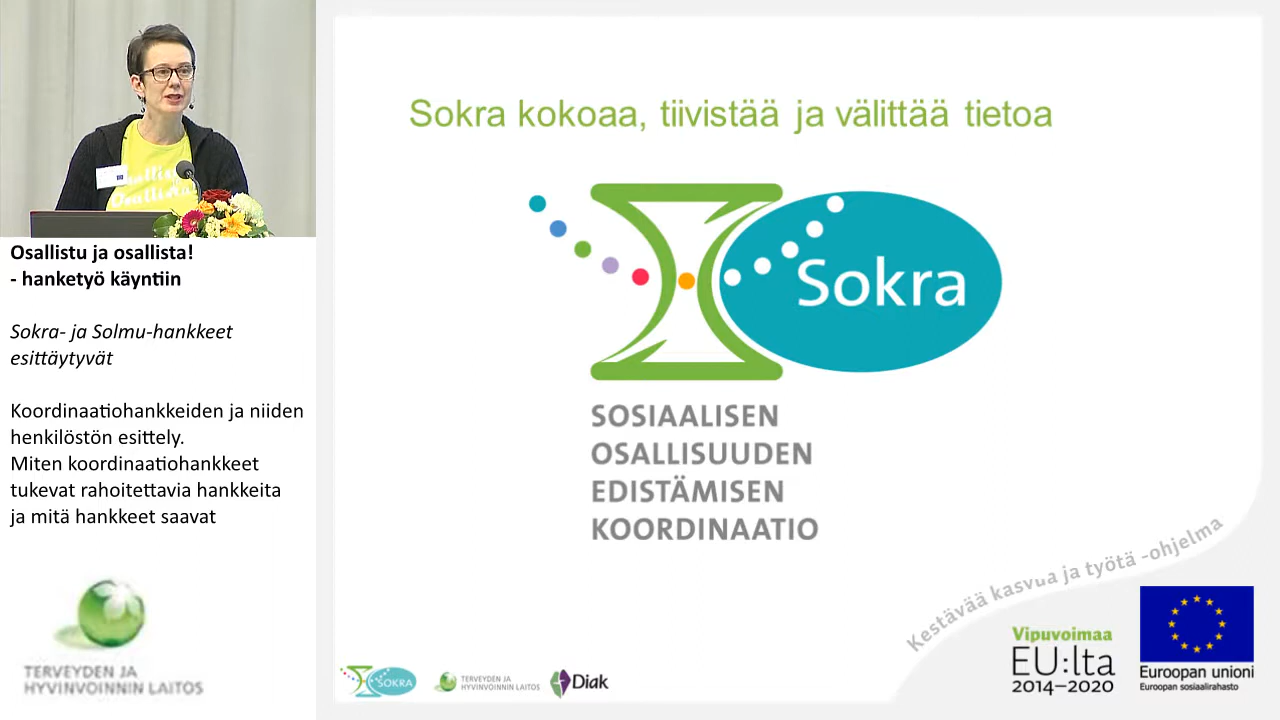 Osallistu ja osallista!
- hanketyö käyntiin
Sokra- ja Solmu-hankkeet
esittäytyvät
Koordinaatiohankkeiden ja niiden
henkilöstön esittely.
Miten koordinaatiohankkeet
tukevat rahoitettavia hankkeita
ja mitä hankkeet saavat
TERVEYDEN JA
HYVINVOINNIN LAITOS
Sokra kokoaa, tiivistää ja välittää tietoa
Sokra
SOSIAALISEN
OSALLISUUDEN
EDISTÄMISEN
KOORDINAATIO
Kestävää kasvua ja työtä -ohjelma
Vipuvoimaa
EU:lta
2014–2020
Euroopan unioni
Euroopan sosiaalirahasto
SOKRA
TERVEYDEN JA
HYVINVOINNIN LAITOS
Diak